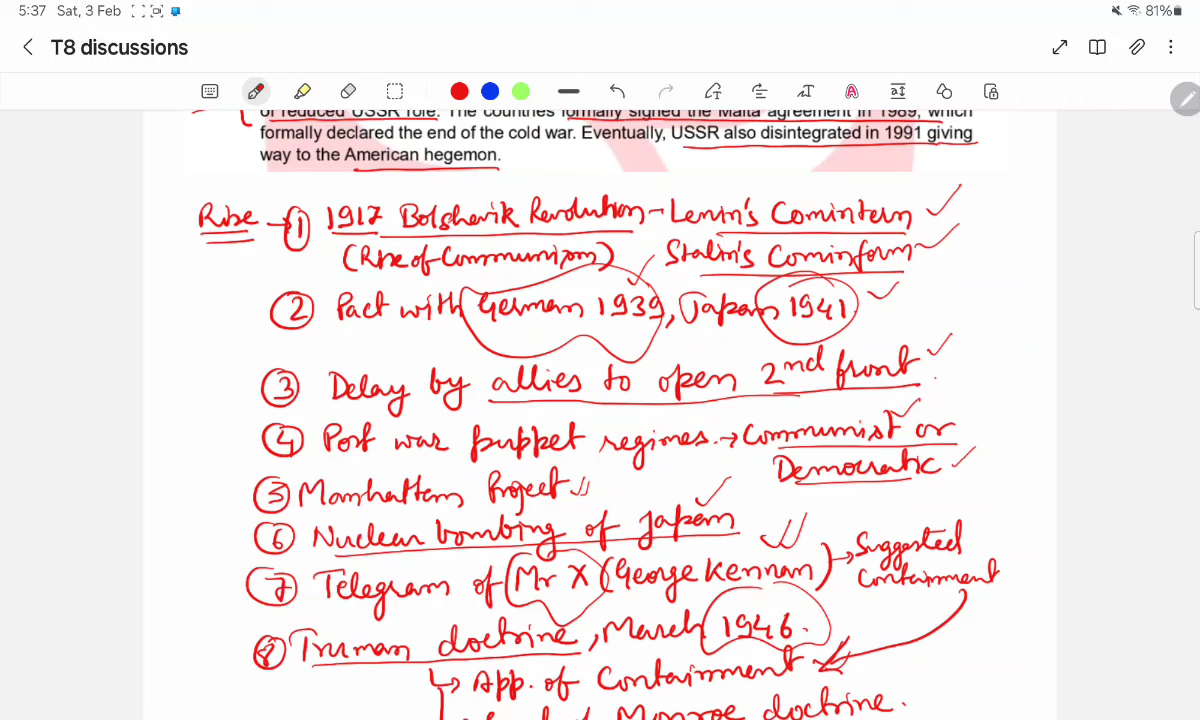 5:37 Sat, 3 Feb 81%
T8 discussions
of reduced USSR role. The countries formally signed the Malta agreement in 1989, which
formally declared the end of the cold war. Eventually, USSR also disintegrated in 1991 giving
way to the American hegemon.
Rise → ① 1917 Bolshevik Revolution - Lenin's Comintern
(Rise of Communism) Stalin's Cominform
② Pact with German 1939, Japan 1941
③ Delay by allies to open 2nd front
④ Post war puppet regimes → Communist or
Democratic
⑤ Manhattan Project
⑥ Nuclear bombing of Japan
⑦ Telegram of (Mr X (George Kennan) → Suggested
Containment
⑧ Truman doctrine, March 1946.
↳ App. of Containment
Monroe doctrine.